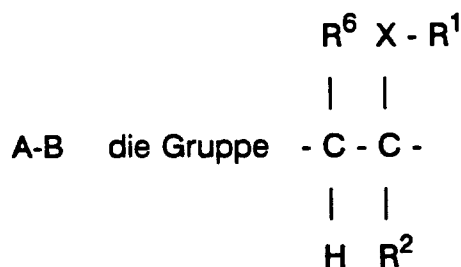 R⁶ X - R¹
| |
A-B die Gruppe - C - C -
| |
H R²